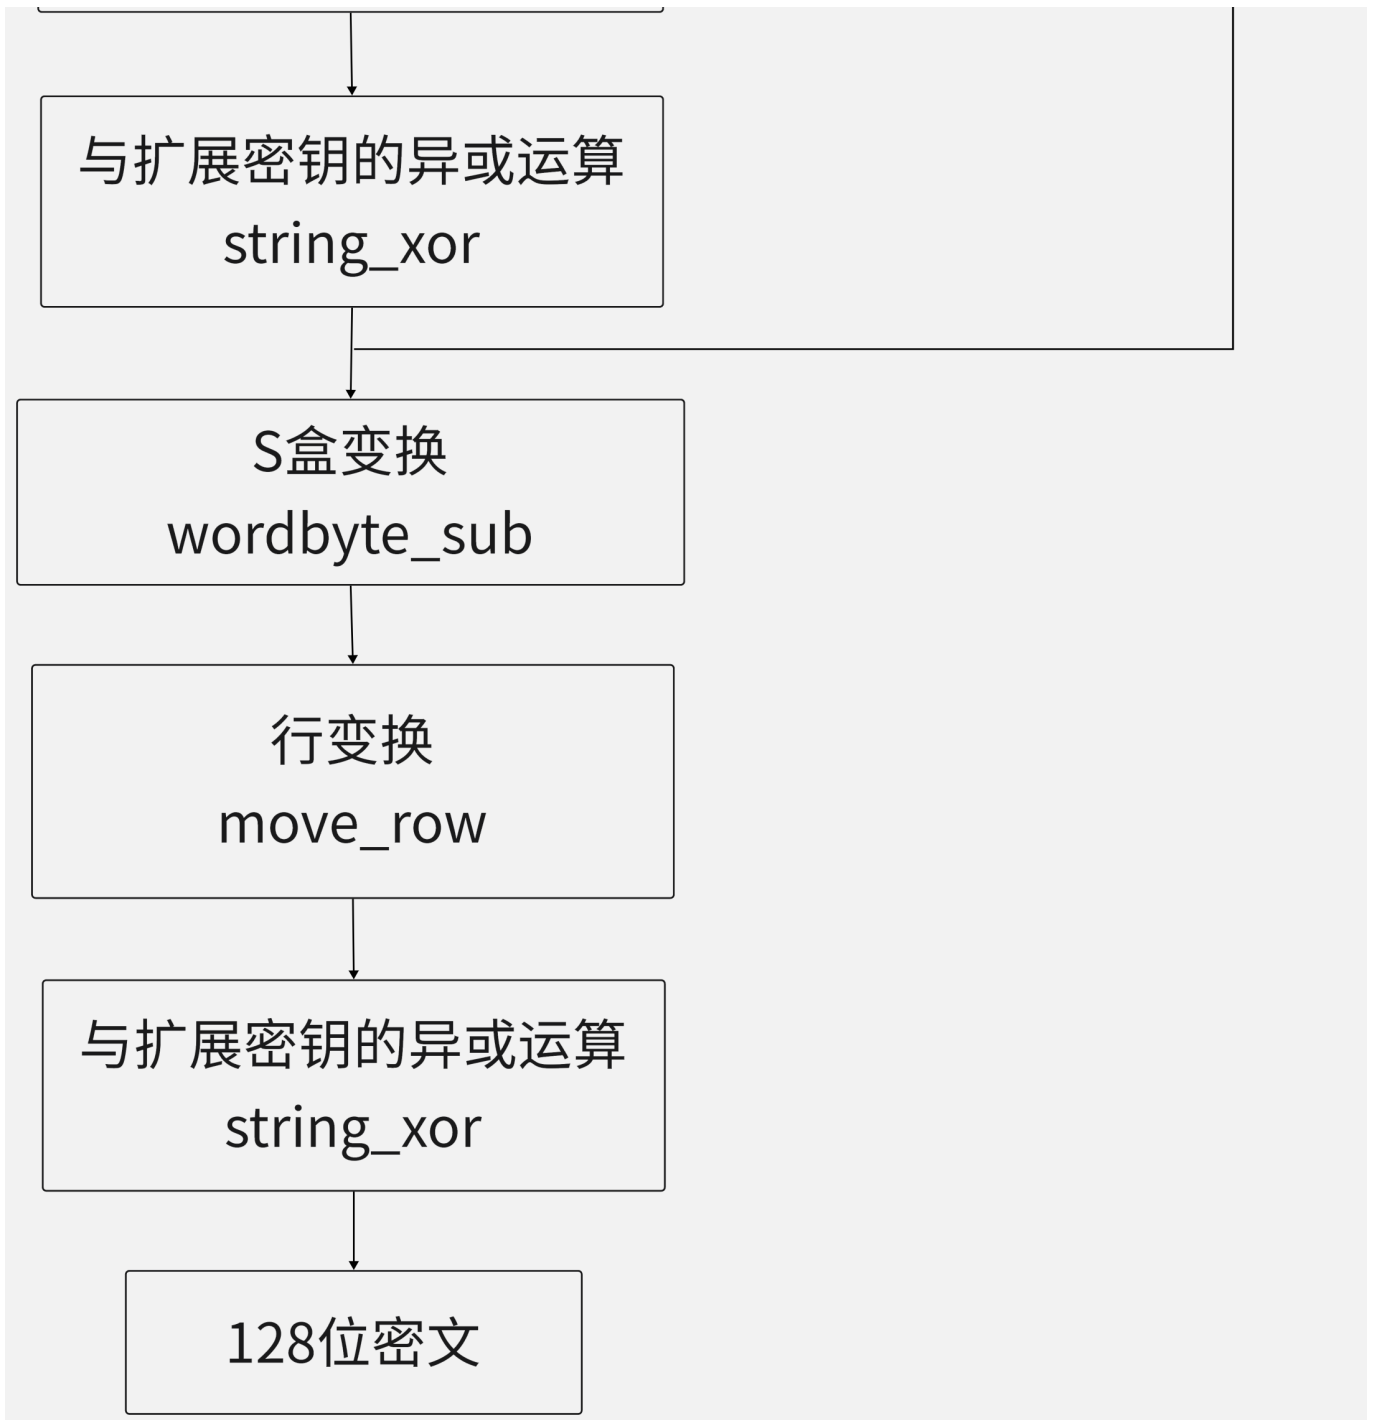 与扩展密钥的异或运算
string_xor
S盒变换
wordbyte_sub
行变换
move_row
与扩展密钥的异或运算
string_xor
128位密文